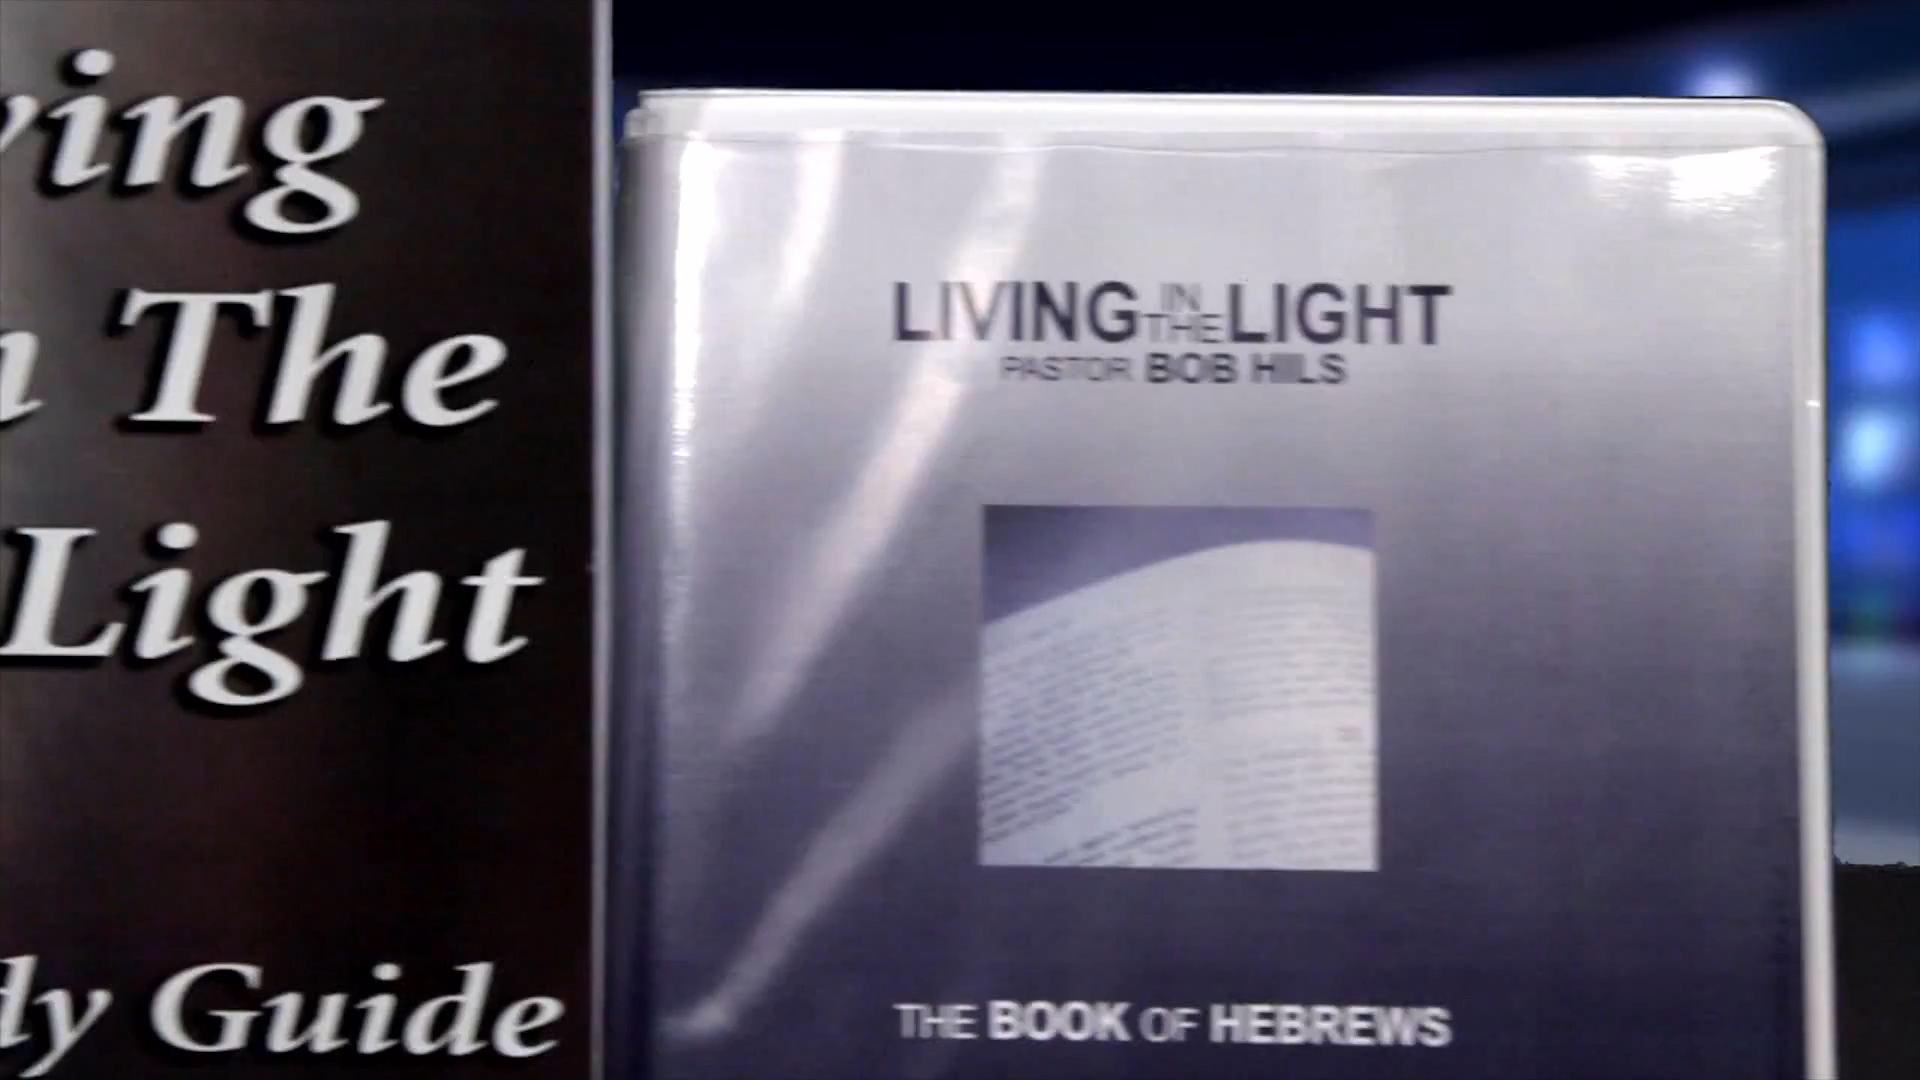 ving
n The
Light
dy Guide
LIVING IN THE LIGHT
PASTOR BOB HILS
THE BOOK OF HEBREWS